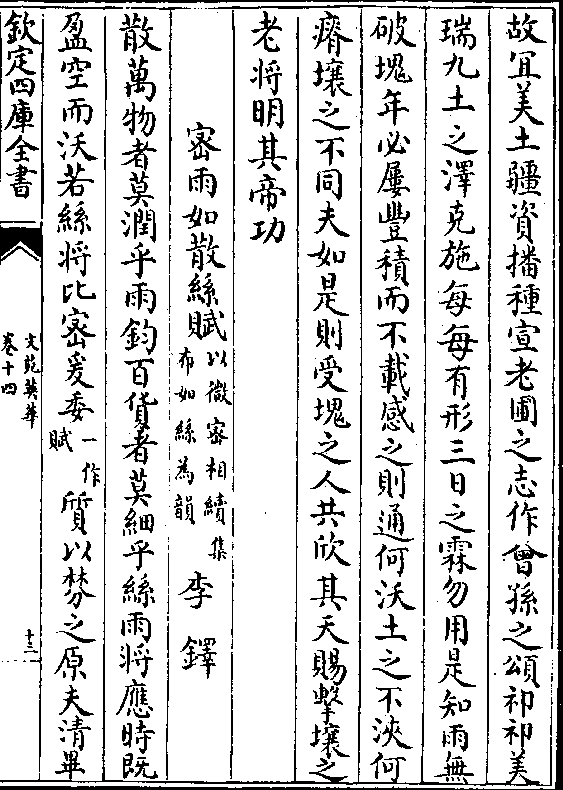 故冝美土疆資播種宣老圃之志作曾孫之頌祁祁美
瑞九土之澤克施每每有形三日之霖勿用是知雨無
破塊年必屢豐積而不載感之則通何沃土之不浹何
瘠壤之不同夫如是則受塊之人共欣其天賜擊壤之
老將明其帝功
密雨如散絲賦以微密相續集布如絲為韻 李鐸
散萬物者莫潤乎雨鈞百貨者莫細乎絲雨將應時既
盈空而沃若絲將比密爰委一作賦質以棼之原夫清畢
欽定四庫全書
文苑英華
卷十四
十三